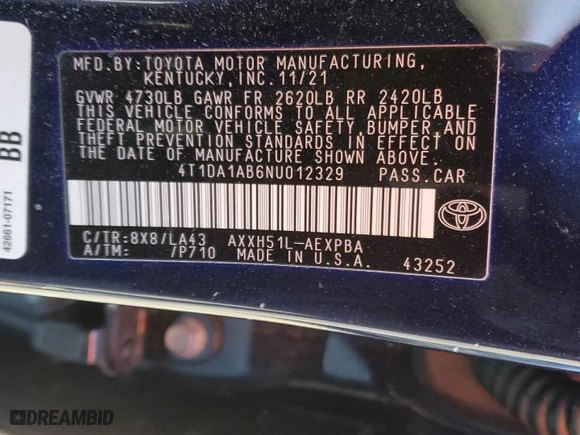 MFD.BY:TOYOTA MOTOR MANUFACTURING,
KENTUCKY,INC.11/21
GVWR 4730LB GAWR FR 2620LB RR 2420LB
THIS VEHICLE CONFORMS TO ALL APPLICABLE
FEDERAL MOTOR VEHICLE SAFETY,BUMPER,AND
THEFT PREVENTION STANDARDS IN EFFECT ON
THE DATE OF MANUFACTURE SHOWN ABOVE.
4T1DA1AB6NU012329 PASS.CAR
C/TR:8X8/LA43 AXXH51L-AEXPBA
A/TM: /P710 MADE IN U.S.A. 43252
BB
42661-07171
DREAMBID